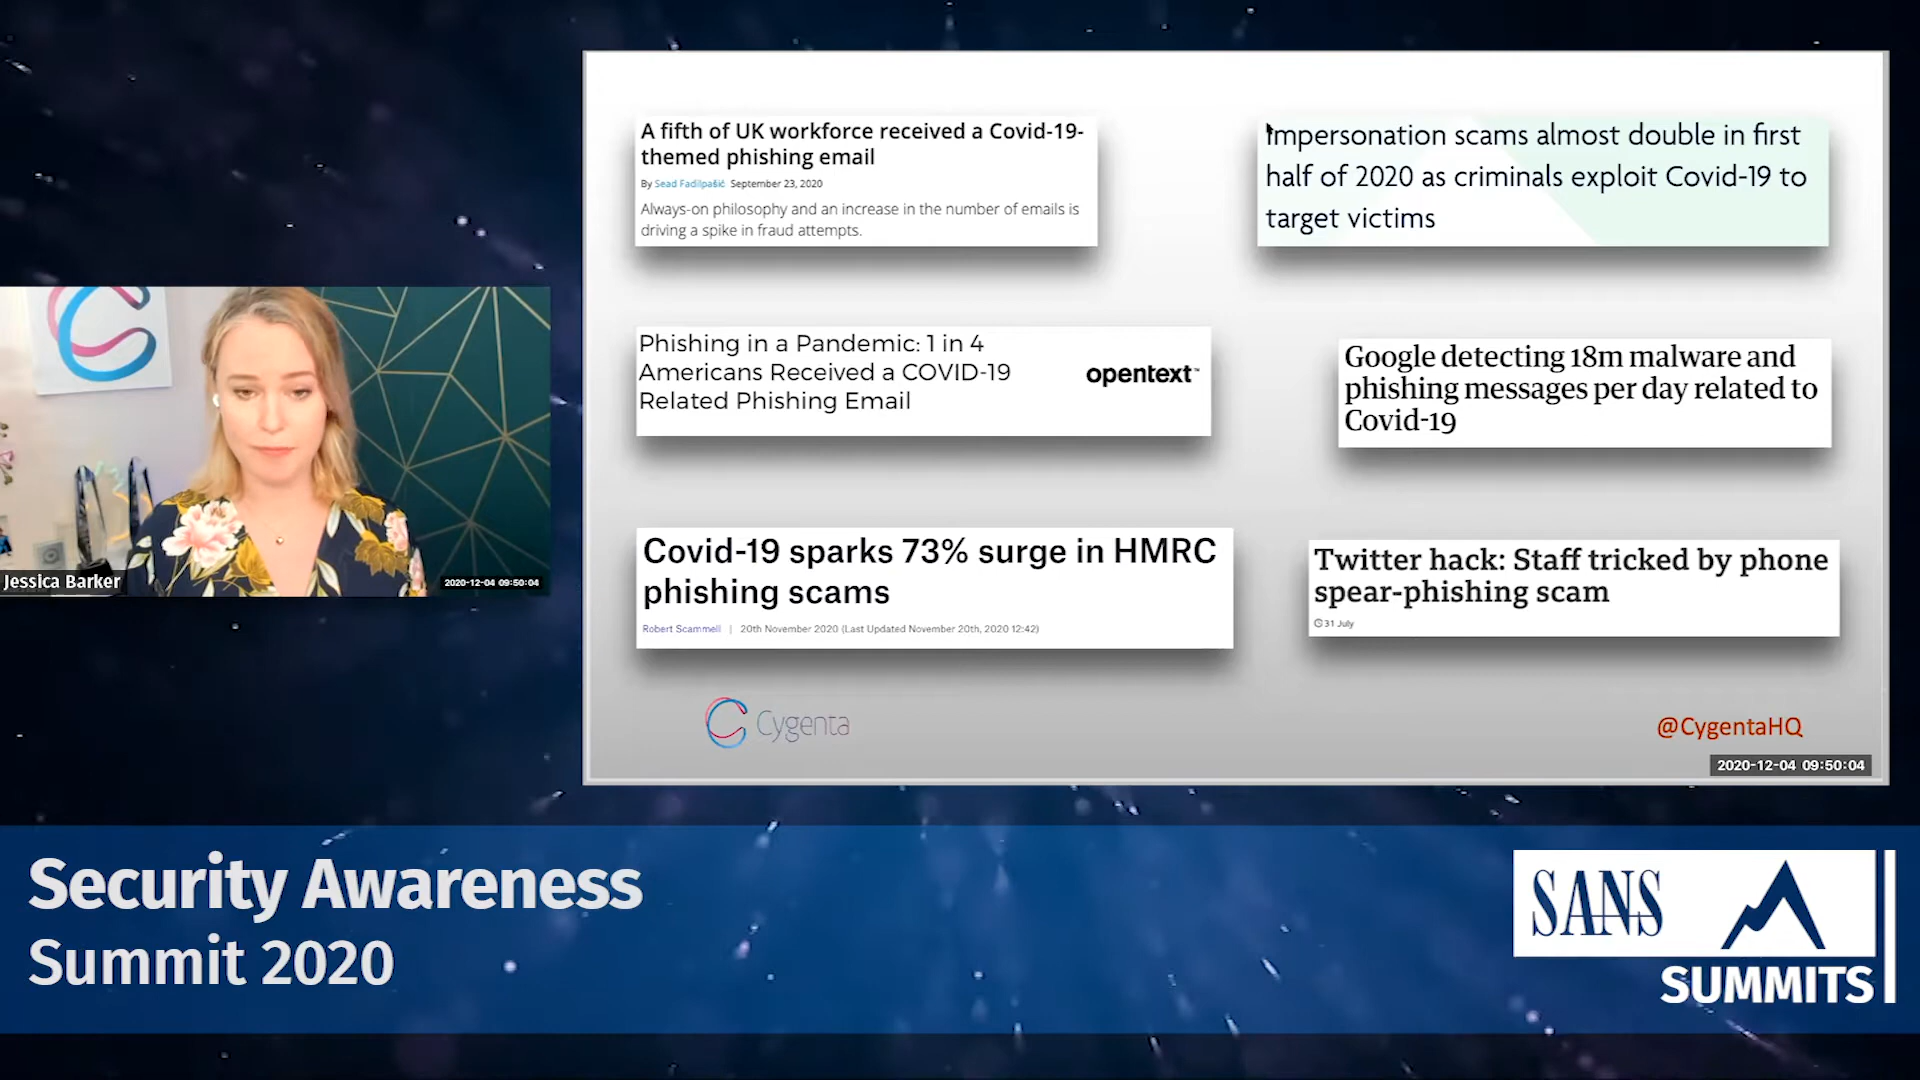 A fifth of UK workforce received a Covid-19-
themed phishing email
By Sead Fadilpašić September 23, 2020
Always-on philosophy and an increase in the number of emails is
driving a spike in fraud attempts.
Impersonation scams almost double in first
half of 2020 as criminals exploit Covid-19 to
target victims
Phishing in a Pandemic: 1 in 4
Americans Received a COVID-19
Related Phishing Email
opentext™
Google detecting 18m malware and
phishing messages per day related to
Covid-19
Covid-19 sparks 73% surge in HMRC
phishing scams
Robert Scammell | 20th November 2020 (Last Updated November 20th, 2020 12:42)
Twitter hack: Staff tricked by phone
spear-phishing scam
31 July
Cygenta
@CygentaHQ
2020-12-04 09:50:04
Jessica Barker
2020-12-04 09:50:04
Security Awareness
Summit 2020
SANS
SUMMITS